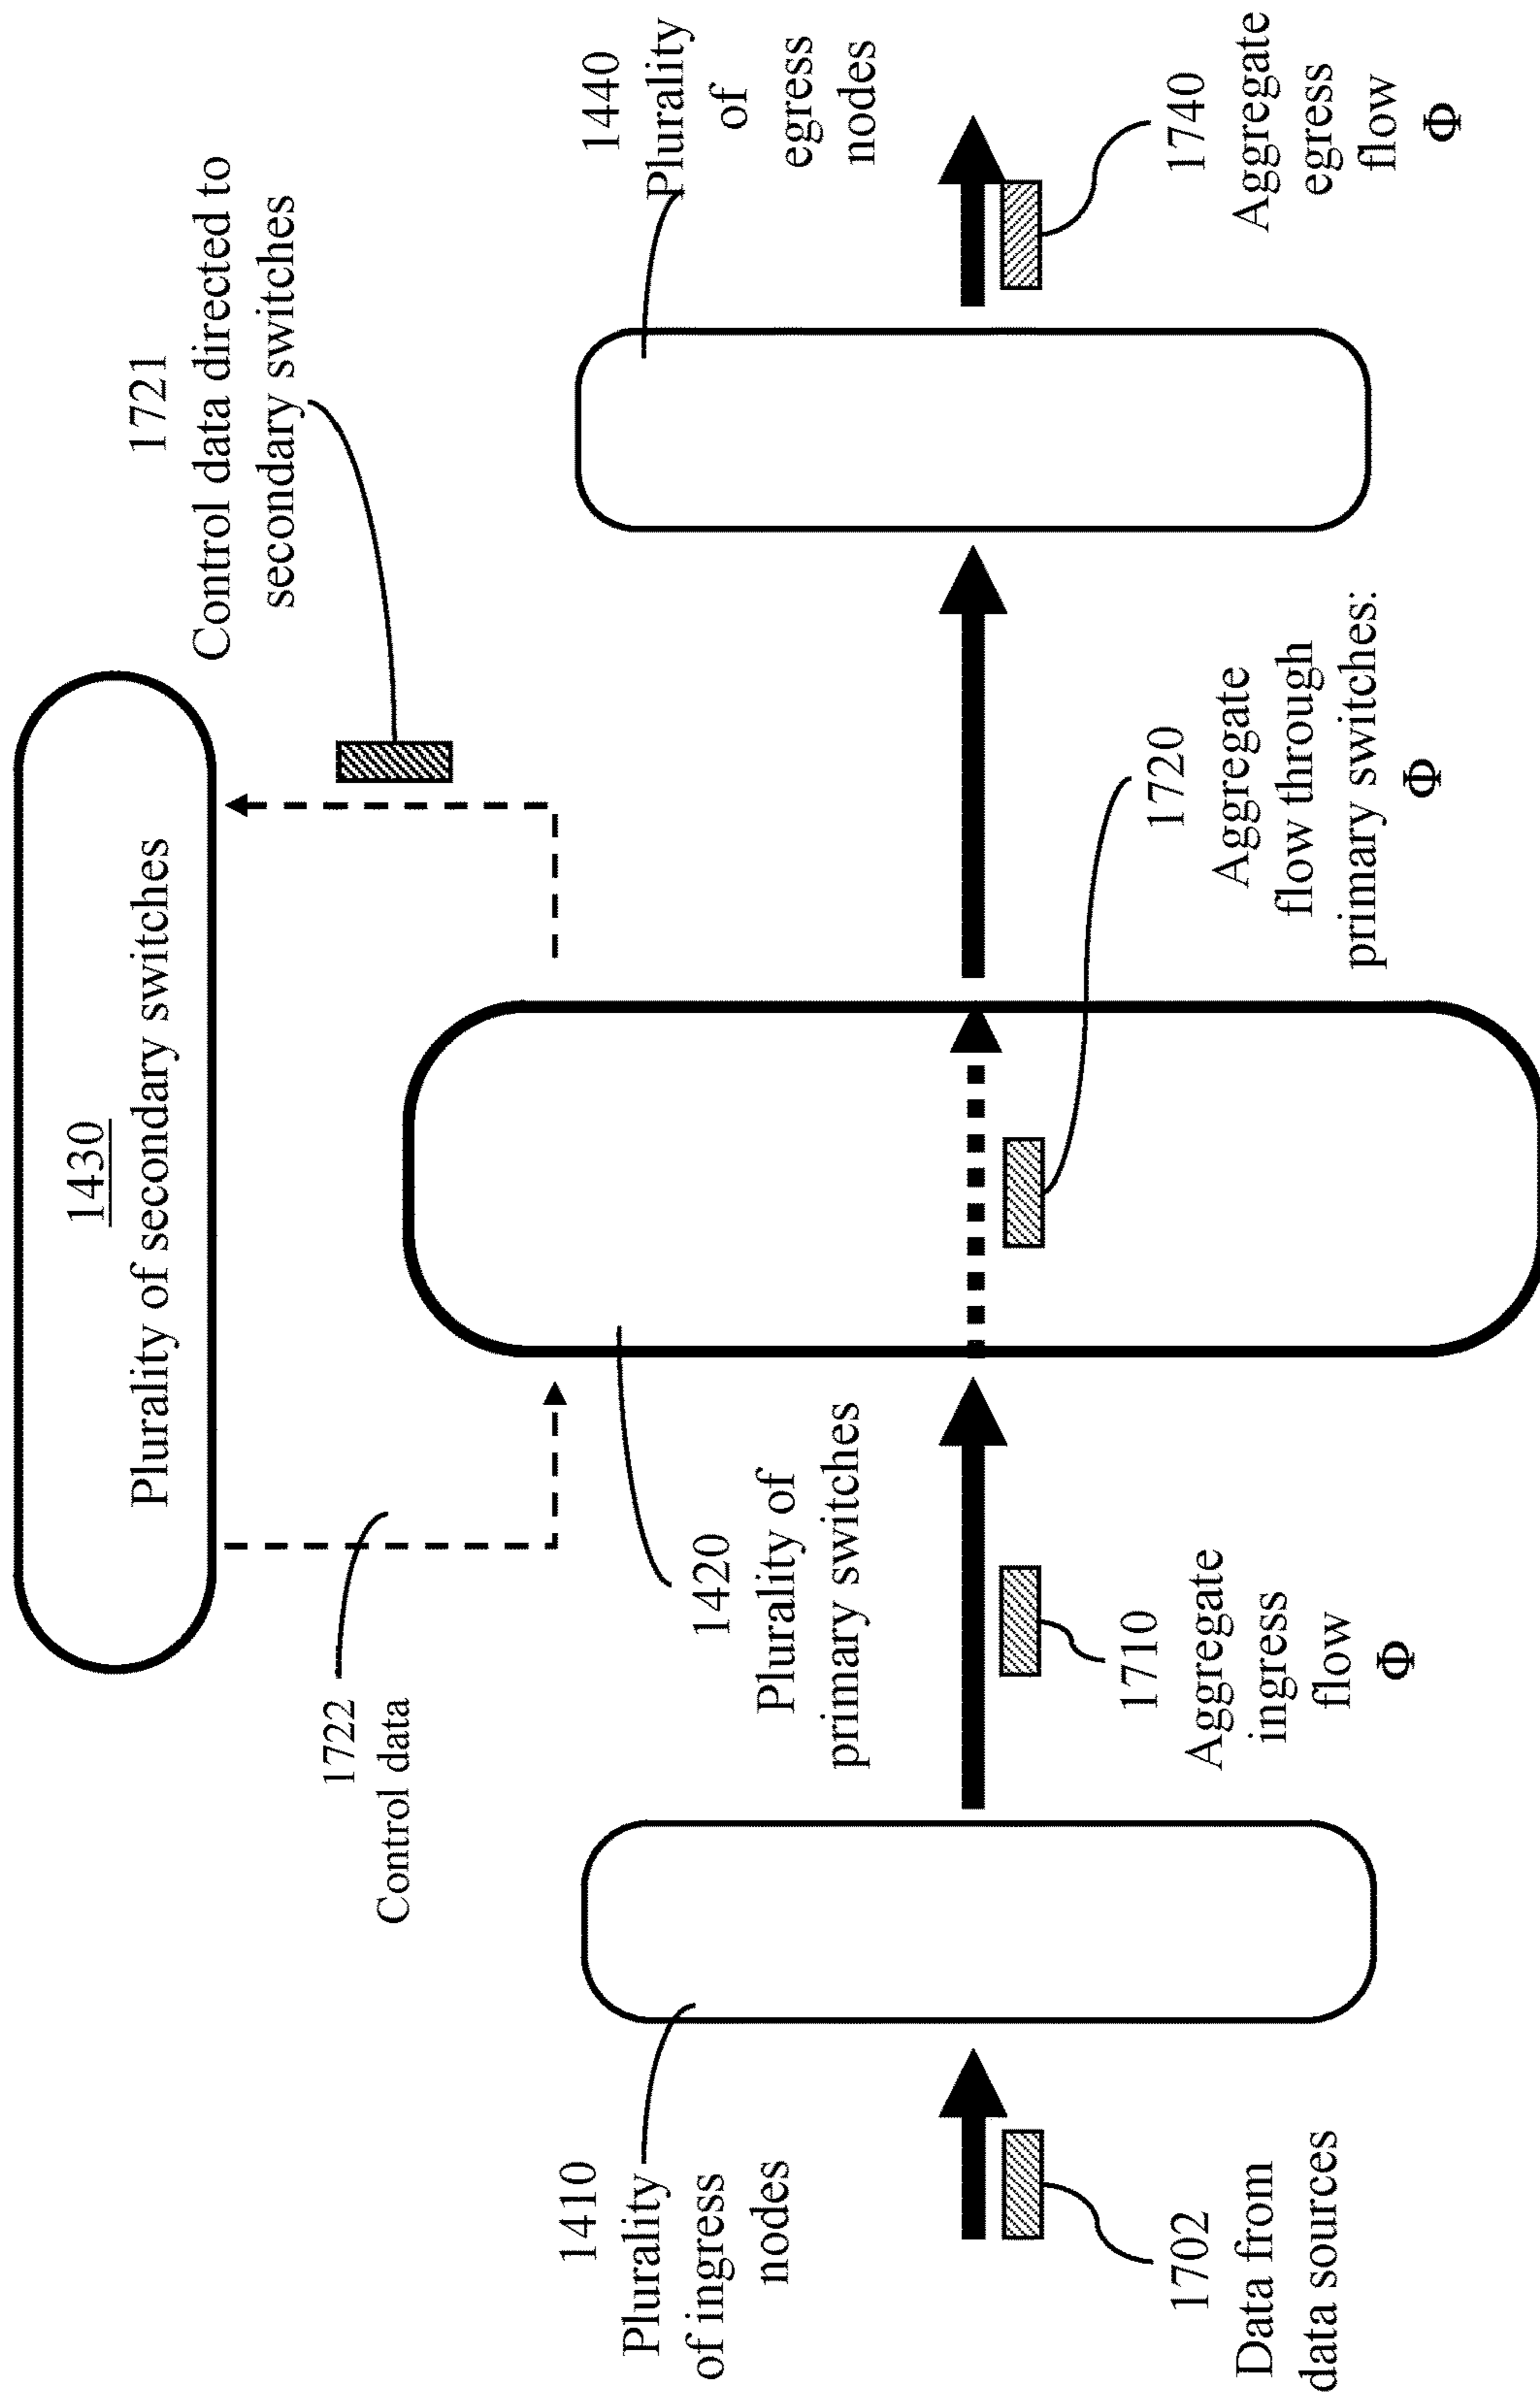 1430
Plurality of secondary switches
1721
Control data directed to
secondary switches
1722
Control data
1440
Plurality
of
egress
nodes
1420
Plurality of
primary switches
1410
Plurality
of ingress
nodes
1702
Data from
data sources
1710
Aggregate
ingress
flow
Φ
1720
Aggregate
flow through
primary switches:
Φ
1740
Aggregate
egress
flow
Φ